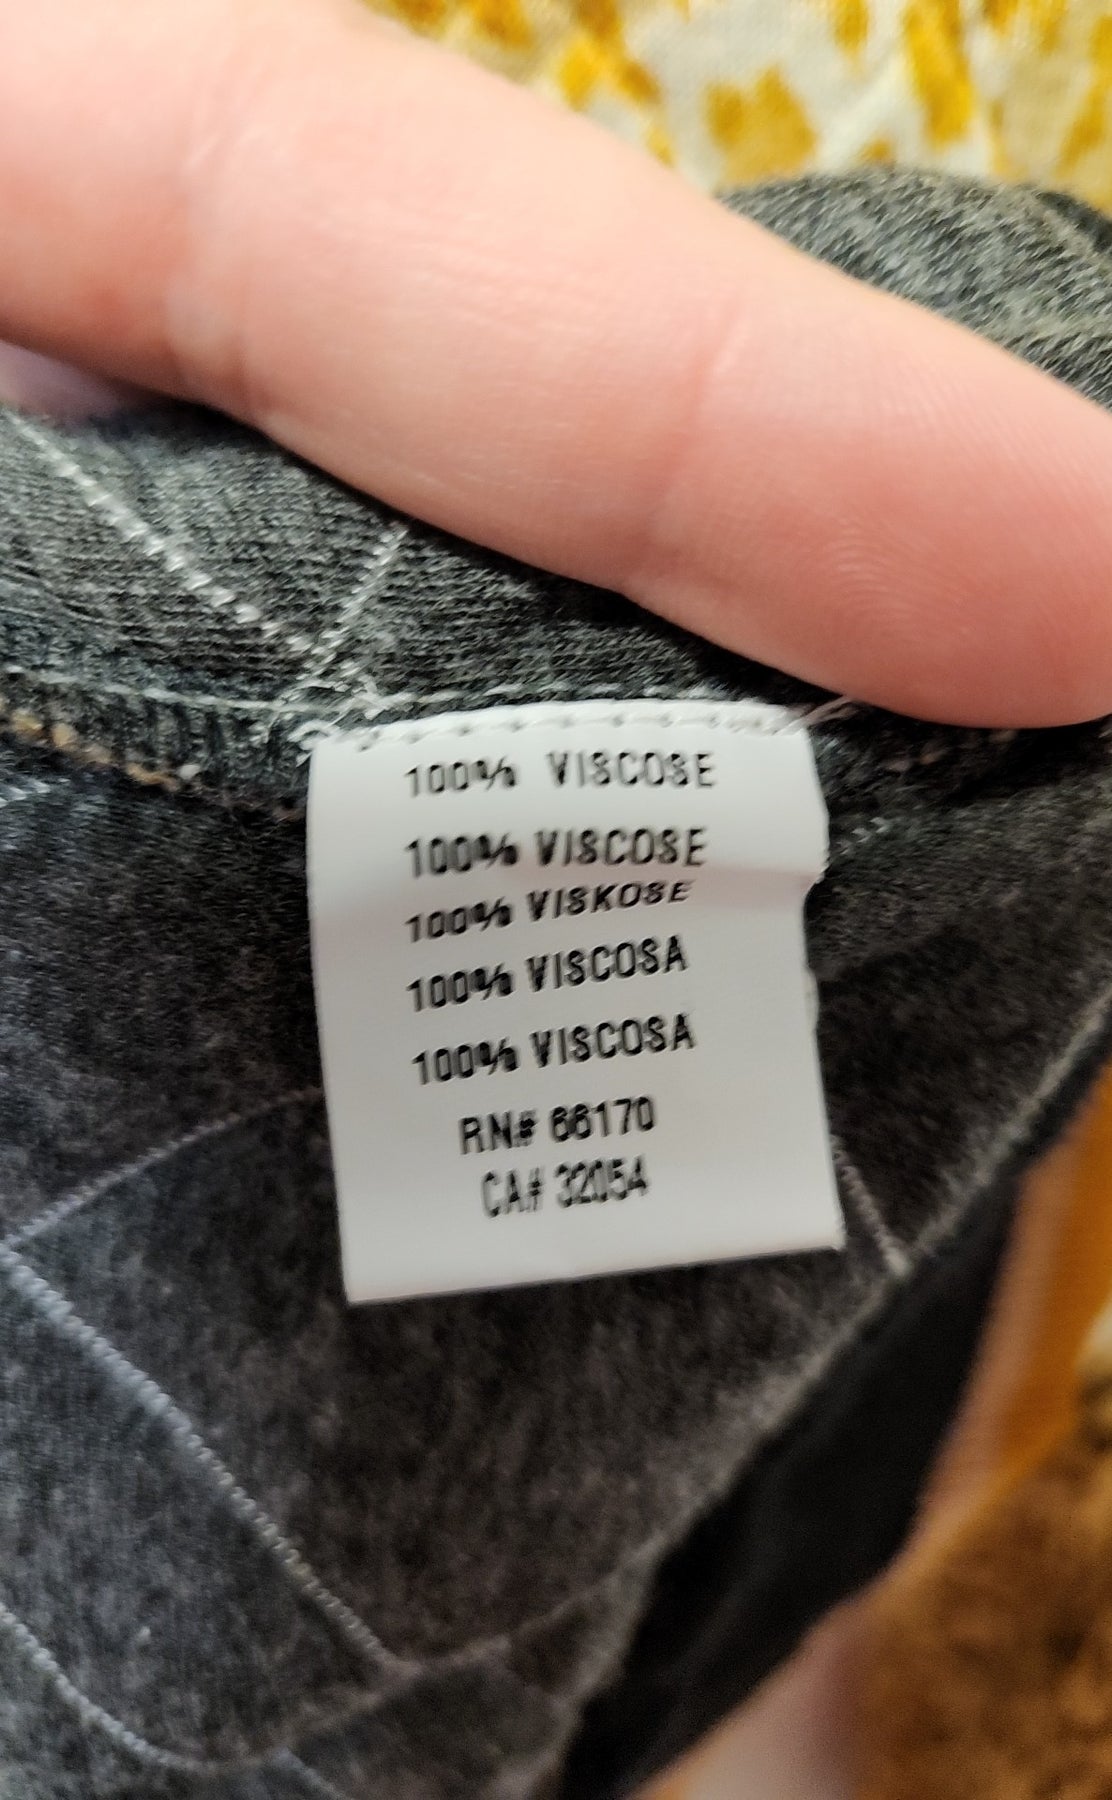 100% VISCOSE
100% VISCOSE
100% VISKOSE
100% VISCOSA
100% VISCOSA
RN# 66170
CA# 32054